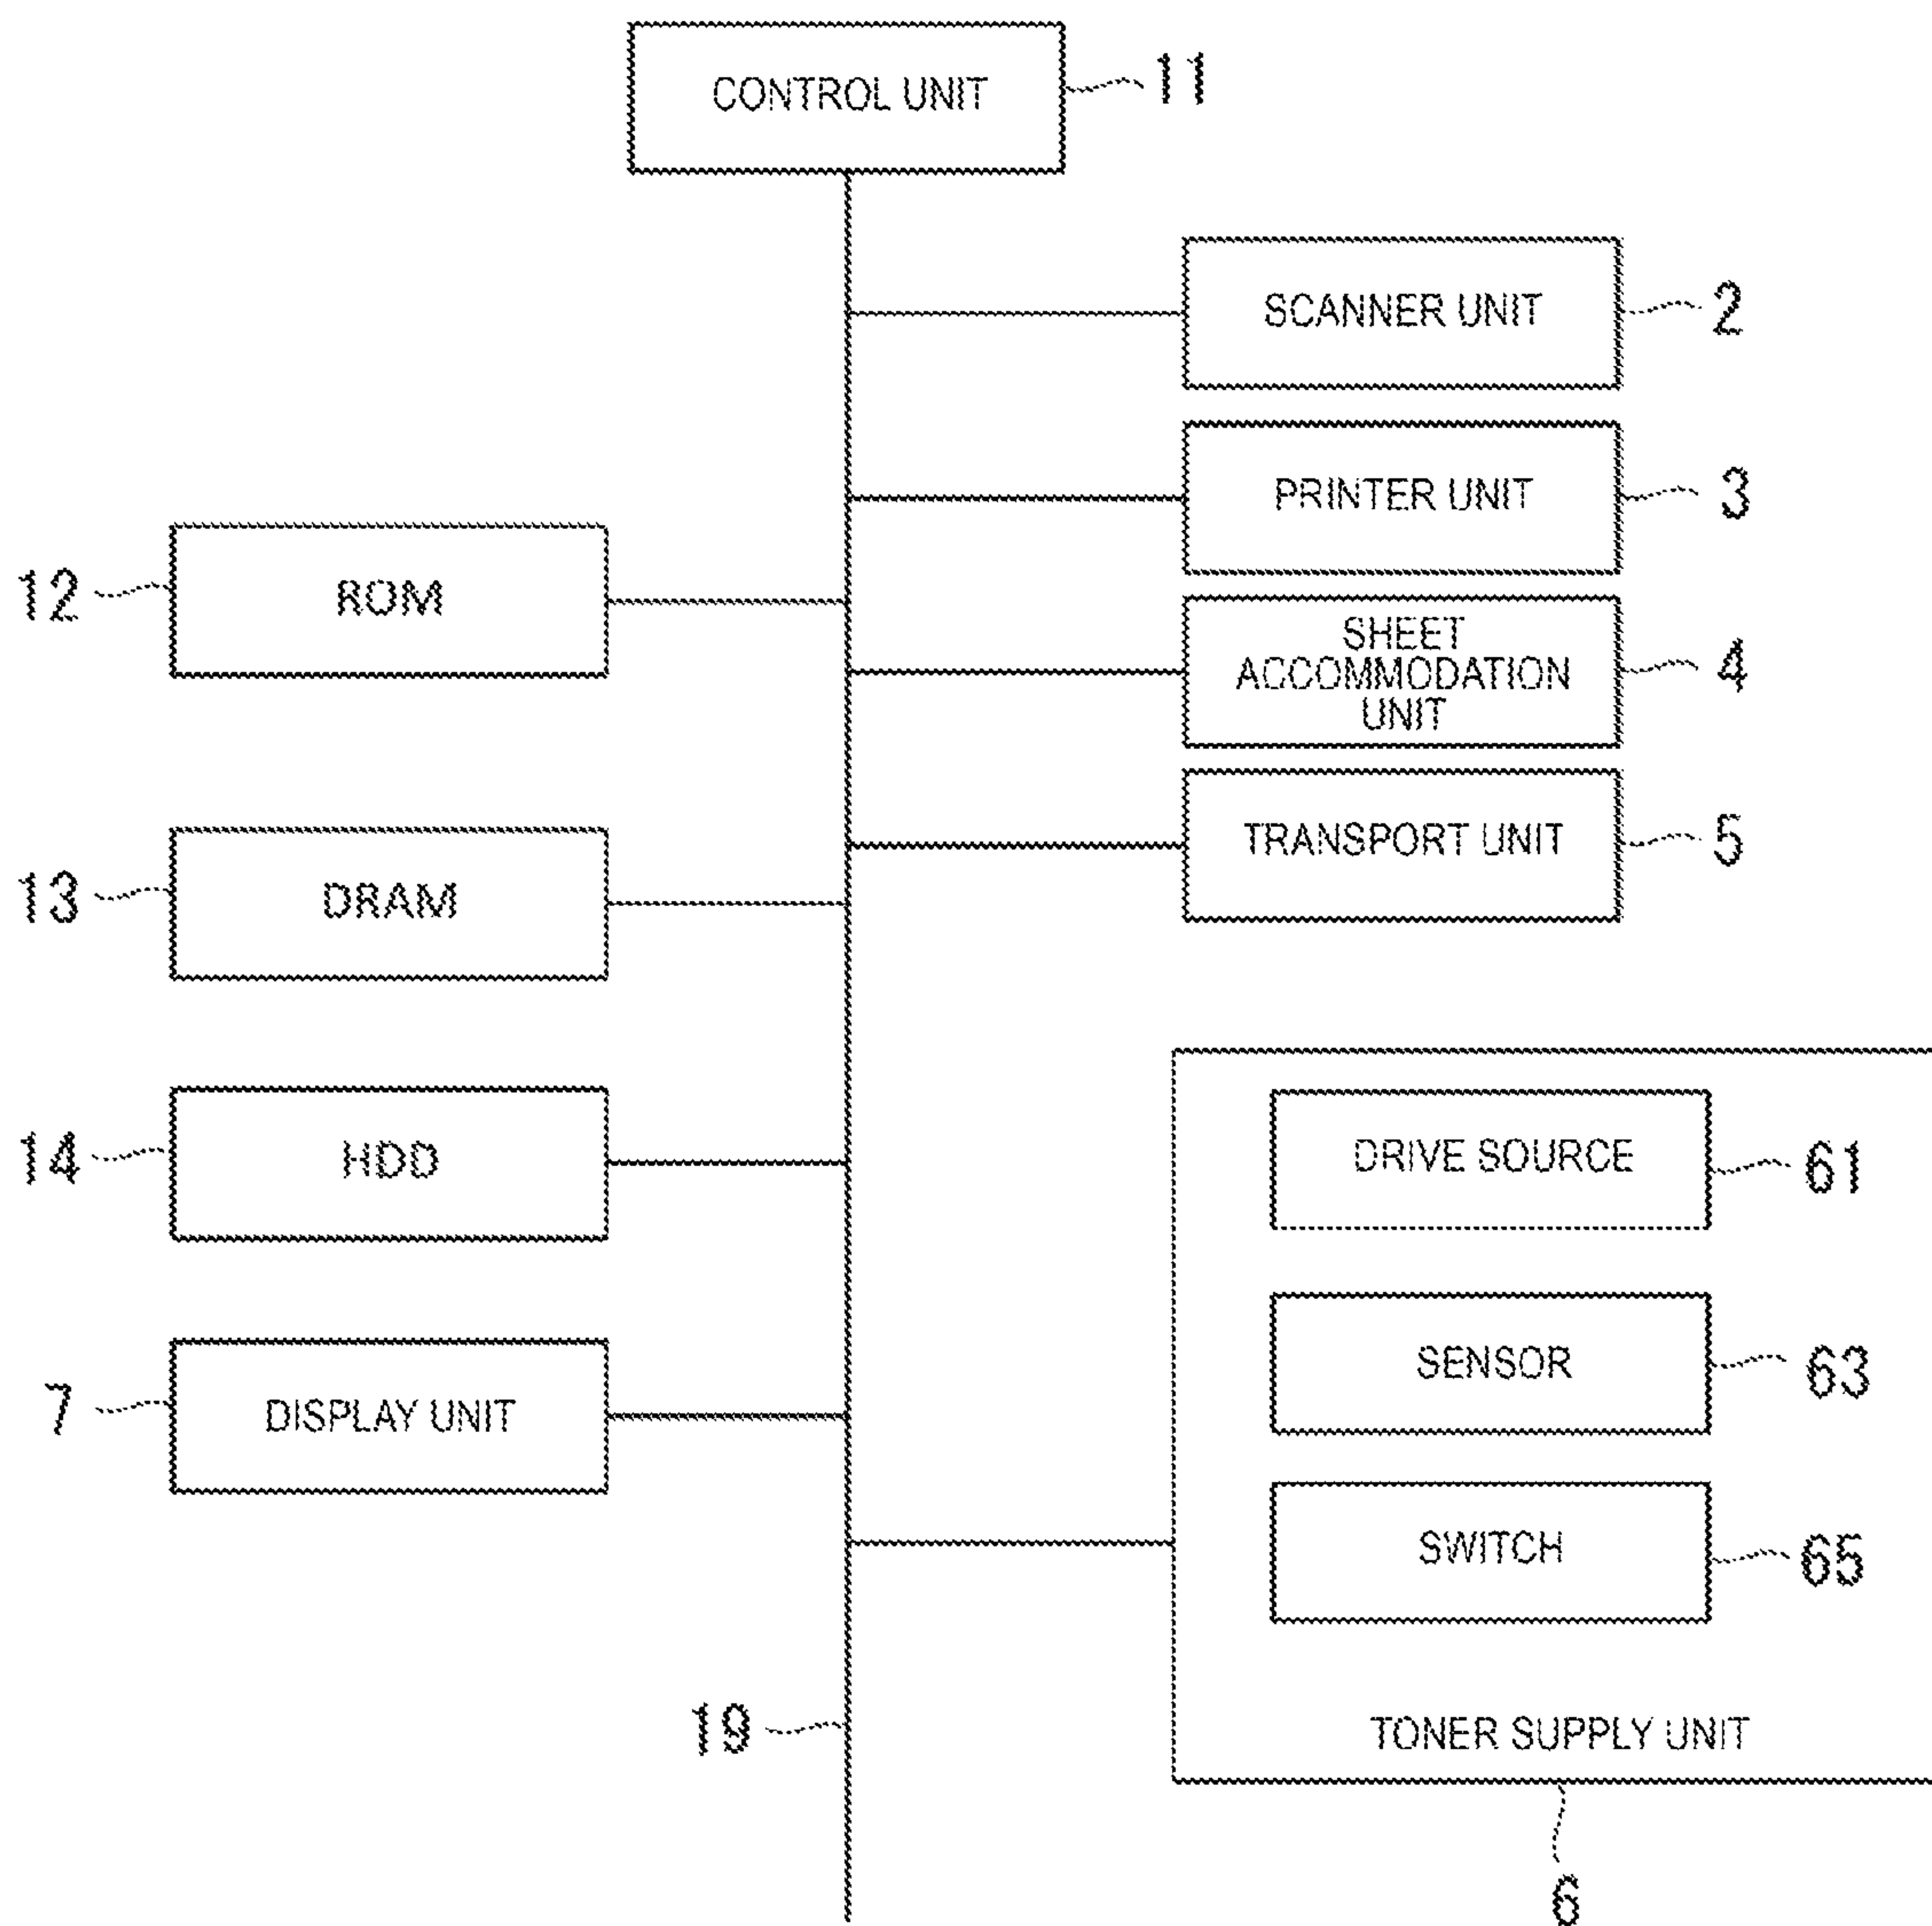 CONTROL UNIT
11
SCANNER UNIT
2
PRINTER UNIT
3
12
ROM
SHEET
ACCOMMODATION
UNIT
4
TRANSPORT UNIT
5
13
DRAM
14
HDD
DRIVE SOURCE
61
SENSOR
63
7
DISPLAY UNIT
SWITCH
65
19
TONER SUPPLY UNIT
6